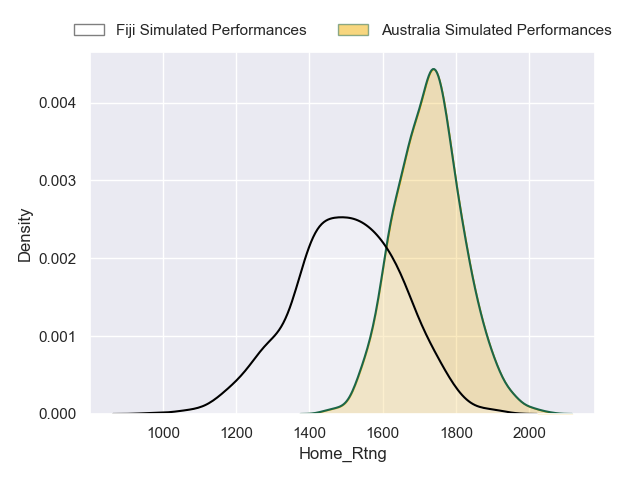 Fiji Simulated Performances
Australia Simulated Performances
0.004
0.003
0.002
0.001
0.000
Density
1000 1200 1400 1600 1800 2000
Home_Rtng